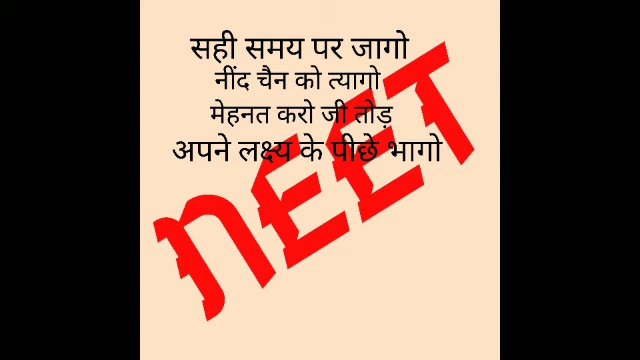 सही समय पर जागो
नींद चैन को त्यागो
मेहनत करो जी तोड़
अपने लक्ष्य के पीछे भागो
NEET